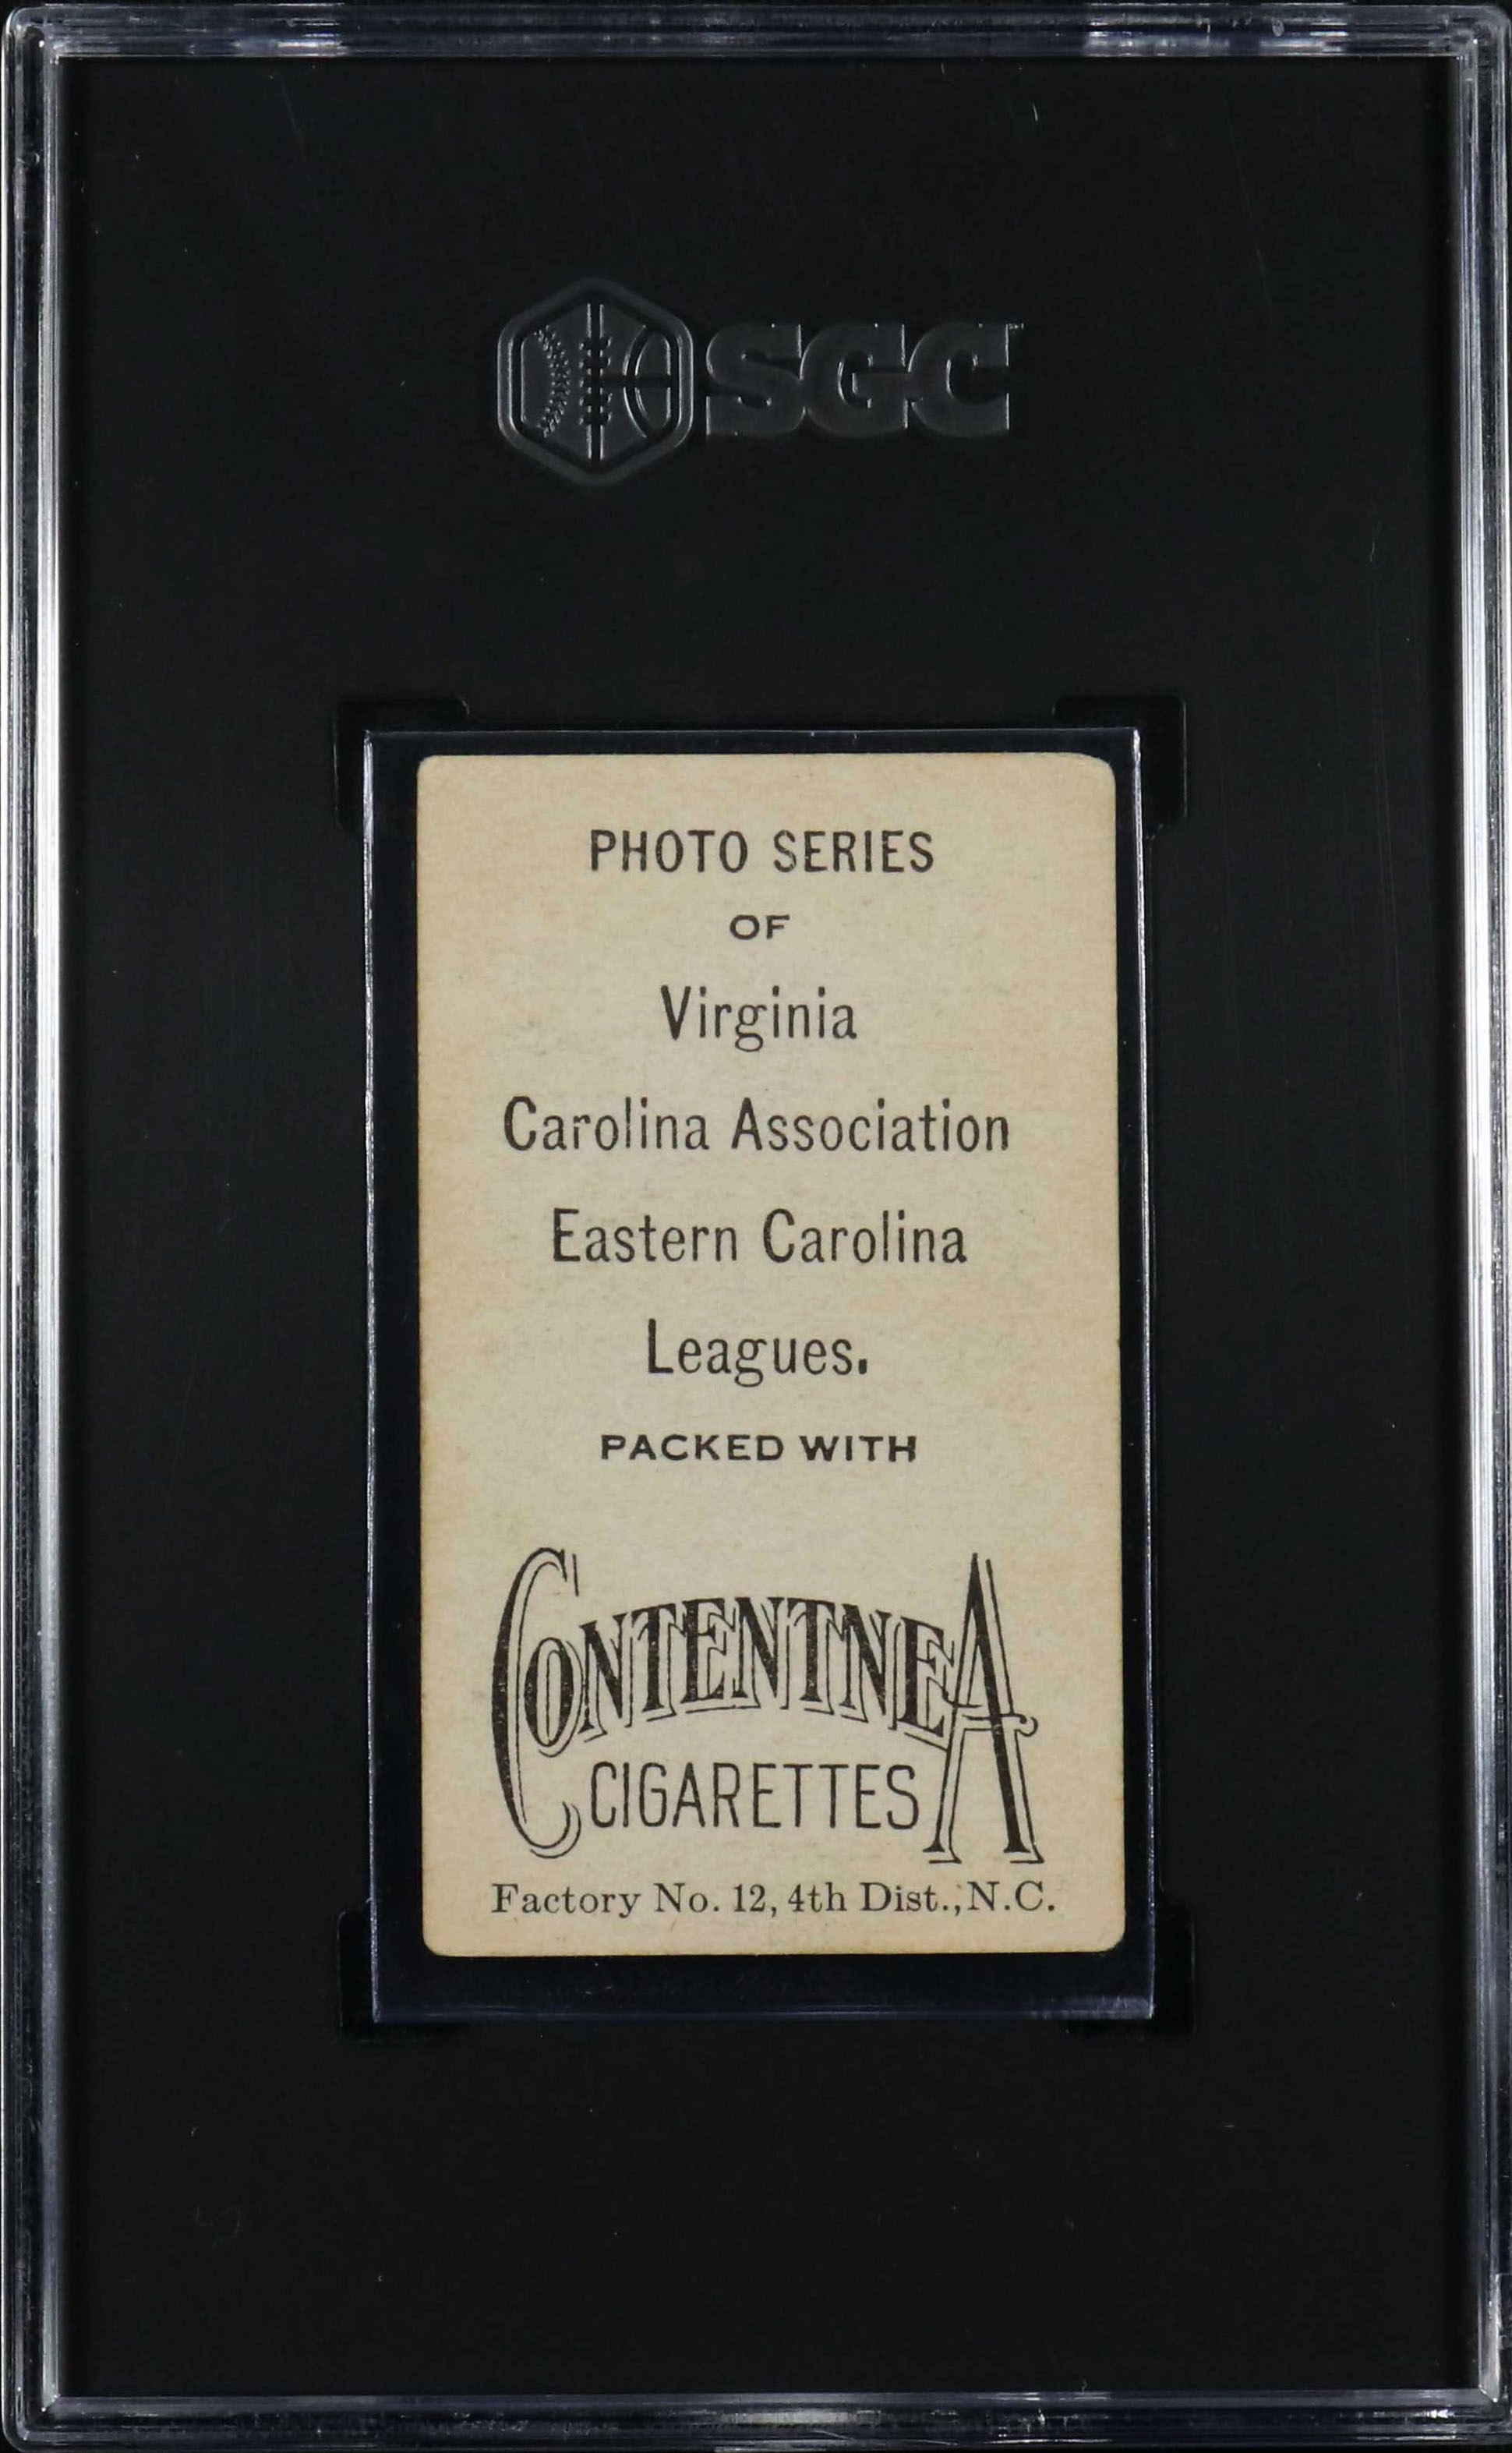 SGC
PHOTO SERIES
OF
Virginia
Carolina Association
Eastern Carolina
Leagues.
PACKED WITH
CONTENTNEA
CIGARETTES
Factory No. 12, 4th Dist., N.C.